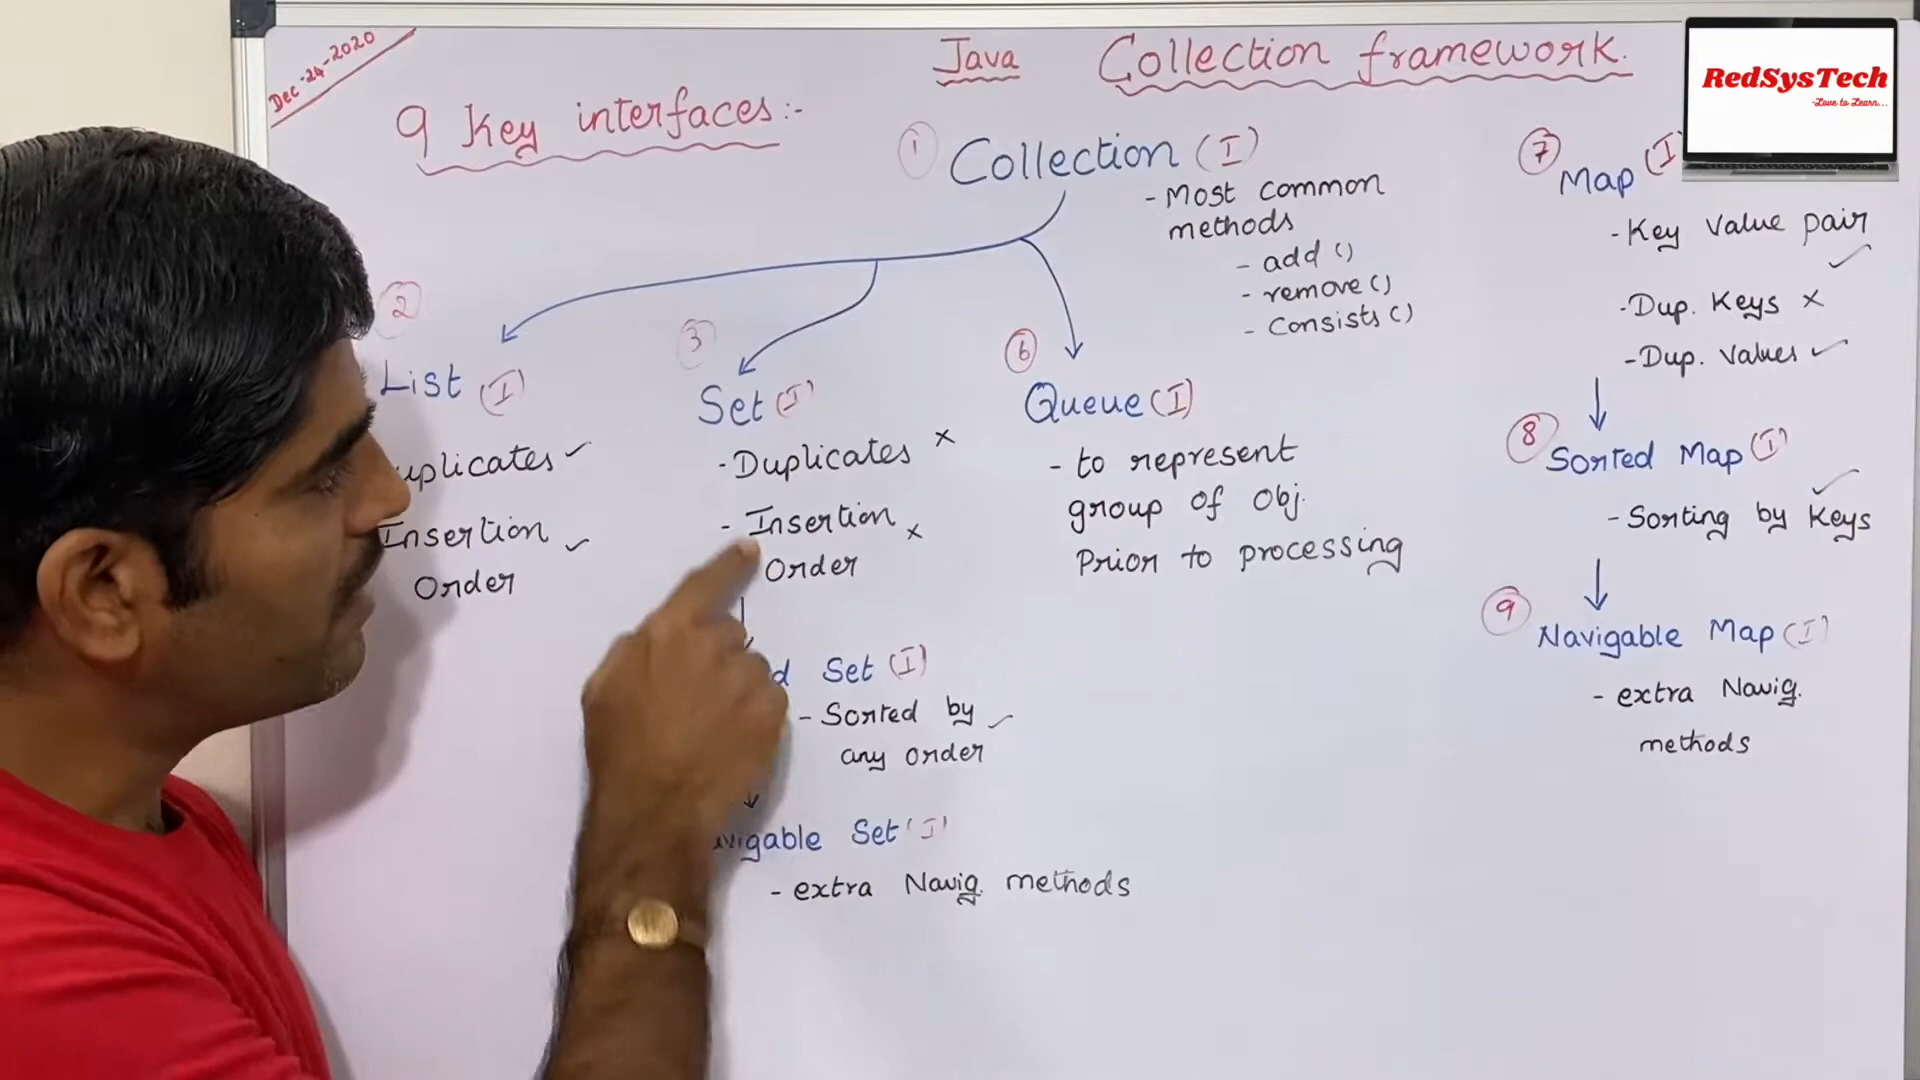 Dec-24-2020
Java Collection framework.
RedSysTech
-Love to Learn...
9 Key interfaces:-
1 Collection (I)
- Most common
methods
- add ()
- remove ()
- Consists ()
2
List (I)
uplicates ✓
Insertion ✓
Order
3
Set (I)
- Duplicates ×
- Insertion ×
Order
d Set (I)
- Sorted by ✓
any order
vigable Set (I)
- extra Navig. methods
6
Queue (I)
- to represent
group of Obj.
Prior to processing
7
Map (I)
- Key Value pair ✓
- Dup. Keys ×
- Dup. Values ✓
8 Sorted Map (I)
- Sorting by Keys ✓
9
Navigable Map (I)
- extra Navig.
methods